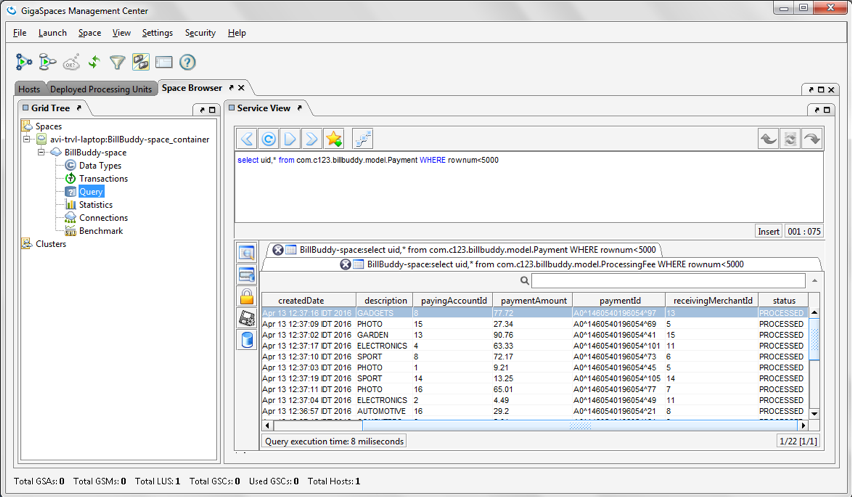 GigaSpaces Management Center
File Launch Space View Settings Security Help
Hosts Deployed Processing Units Space Browser
Grid Tree
Service View
Spaces
avi-trvl-laptop:BillBuddy-space_container
BillBuddy-space
Data Types
Transactions
Query
Statistics
Connections
Benchmark
Clusters
select uid,* from com.c123.billbuddy.model.Payment WHERE rownum<5000
Insert 001 : 075
BillBuddy-space:select uid,* from com.c123.billbuddy.model.Payment WHERE rownum<5000
BillBuddy-space:select uid,* from com.c123.billbuddy.model.ProcessingFee WHERE rownum<5000
createdDate description payingAccountId paymentAmount paymentId receivingMerchantId status
Apr 13 12:37:16 IDT 2016 GADGETS 8 77.72 A0^1460540196054^97 13 PROCESSED
Apr 13 12:37:09 IDT 2016 PHOTO 15 27.34 A0^1460540196054^69 5 PROCESSED
Apr 13 12:37:02 IDT 2016 GARDEN 13 90.76 A0^1460540196054^41 15 PROCESSED
Apr 13 12:37:17 IDT 2016 ELECTRONICS 4 63.33 A0^1460540196054^101 11 PROCESSED
Apr 13 12:37:10 IDT 2016 SPORT 8 72.17 A0^1460540196054^73 6 PROCESSED
Apr 13 12:37:03 IDT 2016 PHOTO 1 9.21 A0^1460540196054^45 5 PROCESSED
Apr 13 12:37:19 IDT 2016 SPORT 14 13.25 A0^1460540196054^105 14 PROCESSED
Apr 13 12:37:11 IDT 2016 PHOTO 16 65.01 A0^1460540196054^77 7 PROCESSED
Apr 13 12:37:04 IDT 2016 ELECTRONICS 2 4.49 A0^1460540196054^49 11 PROCESSED
Apr 13 12:36:57 IDT 2016 AUTOMOTIVE 16 29.2 A0^1460540196054^21 8 PROCESSED
Query execution time: 8 miliseconds
1/22 [1/1]
Total GSAs: 0 Total GSMs: 0 Total LUS: 1 Total GSCs: 0 Used GSCs: 0 Total Hosts: 1